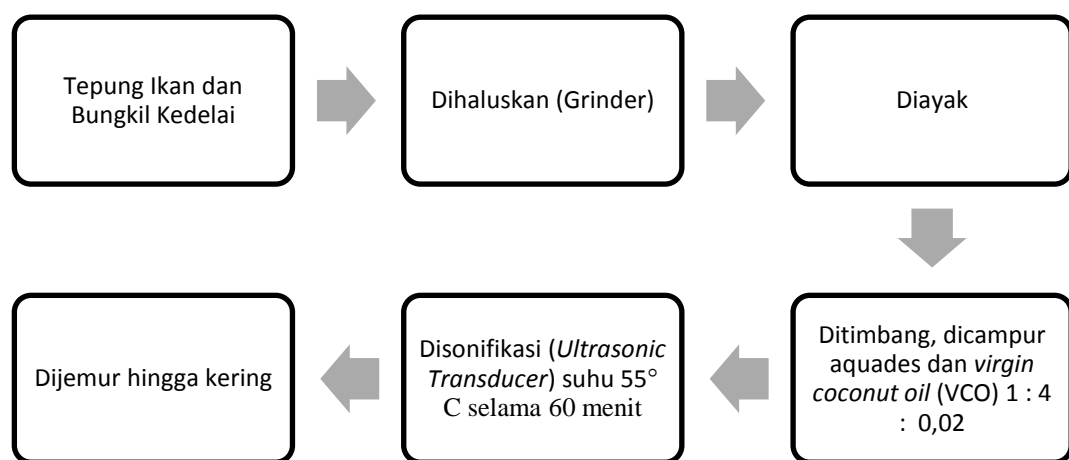 Tepung Ikan dan
Bungkil Kedelai
Dihaluskan (Grinder)
Diayak
Ditimbang, dicampur
aquades dan virgin
coconut oil (VCO) 1 : 4
: 0,02
Disonifikasi (Ultrasonic
Transducer) suhu 55°
C selama 60 menit
Dijemur hingga kering